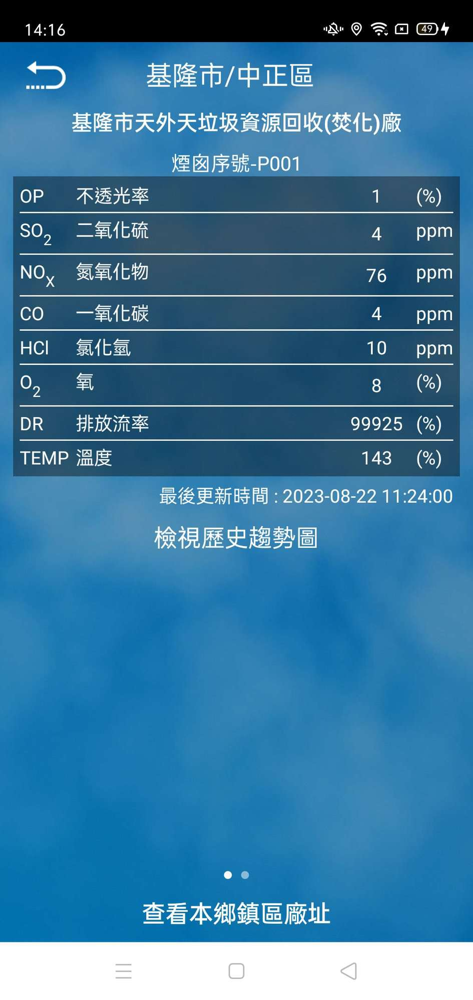 14:16
49
基隆市/中正區
基隆市天外天垃圾資源回收(焚化)廠
煙囪序號-P001
OP 不透光率 1 (%)
SO2 二氧化硫 4 ppm
NOX 氮氧化物 76 ppm
CO 一氧化碳 4 ppm
HCl 氯化氫 10 ppm
O2 氧 8 (%)
DR 排放流率 99925 (%)
TEMP 溫度 143 (%)
最後更新時間 : 2023-08-22 11:24:00
檢視歷史趨勢圖
查看本鄉鎮區廠址